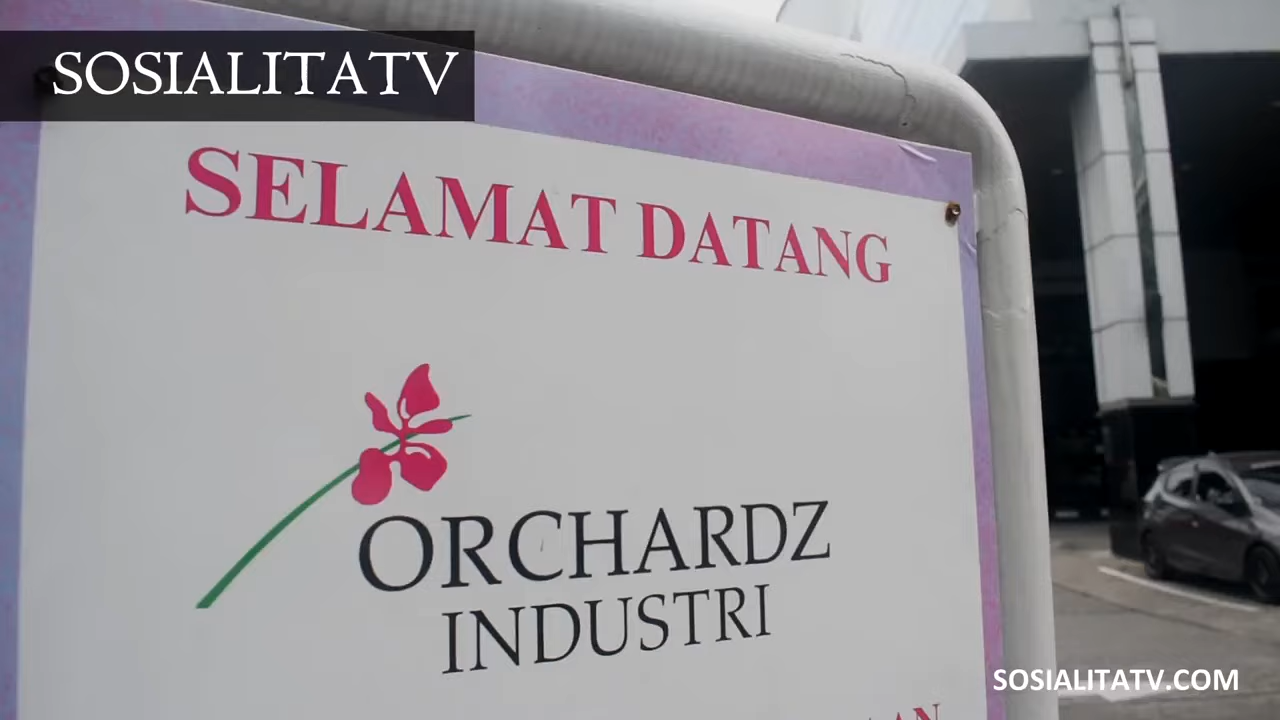 SOSIALITATV
SELAMAT DATANG
ORCHARDZ
INDUSTRI
SOSIALITATV.COM